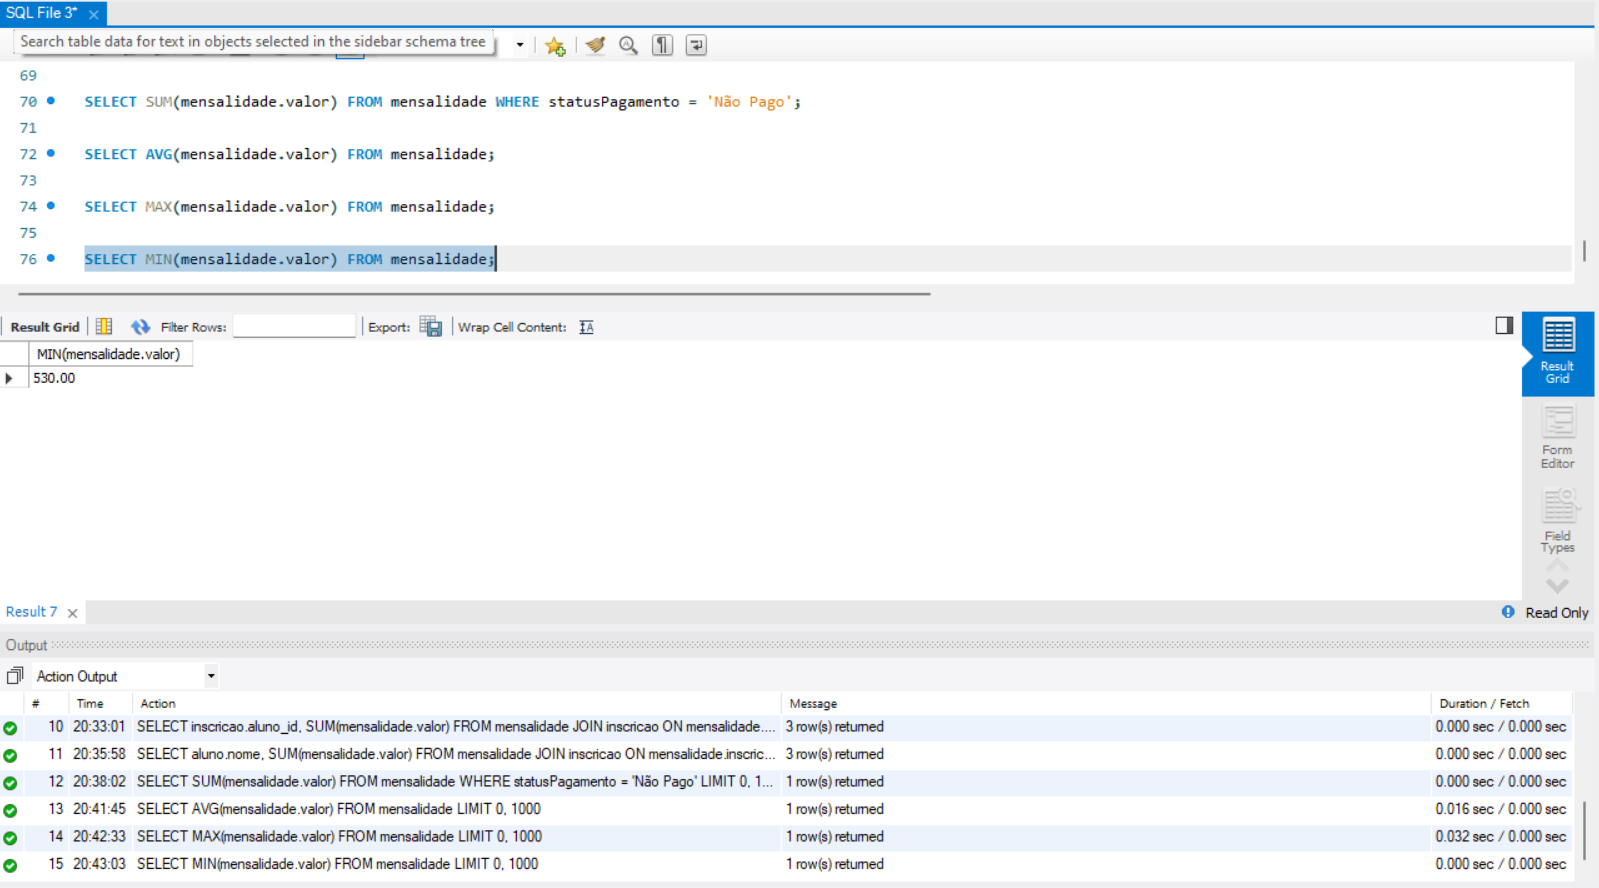 SQL File 3*
Search table data for text in objects selected in the sidebar schema tree
69
70 SELECT SUM(mensalidade.valor) FROM mensalidade WHERE statusPagamento = 'Não Pago';
71
72 SELECT AVG(mensalidade.valor) FROM mensalidade;
73
74 SELECT MAX(mensalidade.valor) FROM mensalidade;
75
76 SELECT MIN(mensalidade.valor) FROM mensalidade;
Result Grid Filter Rows: Export: Wrap Cell Content:
MIN(mensalidade.valor)
530.00
Result
Grid
Form
Editor
Field
Types
Result 7
Read Only
Output
Action Output
# Time Action Message Duration / Fetch
10 20:33:01 SELECT inscricao.aluno_id, SUM(mensalidade.valor) FROM mensalidade JOIN inscricao ON mensalidade.... 3 row(s) returned 0.000 sec / 0.000 sec
11 20:35:58 SELECT aluno.nome, SUM(mensalidade.valor) FROM mensalidade JOIN inscricao ON mensalidade.inscric... 3 row(s) returned 0.000 sec / 0.000 sec
12 20:38:02 SELECT SUM(mensalidade.valor) FROM mensalidade WHERE statusPagamento = 'Não Pago' LIMIT 0, 1... 1 row(s) returned 0.000 sec / 0.000 sec
13 20:41:45 SELECT AVG(mensalidade.valor) FROM mensalidade LIMIT 0, 1000 1 row(s) returned 0.016 sec / 0.000 sec
14 20:42:33 SELECT MAX(mensalidade.valor) FROM mensalidade LIMIT 0, 1000 1 row(s) returned 0.032 sec / 0.000 sec
15 20:43:03 SELECT MIN(mensalidade.valor) FROM mensalidade LIMIT 0, 1000 1 row(s) returned 0.000 sec / 0.000 sec